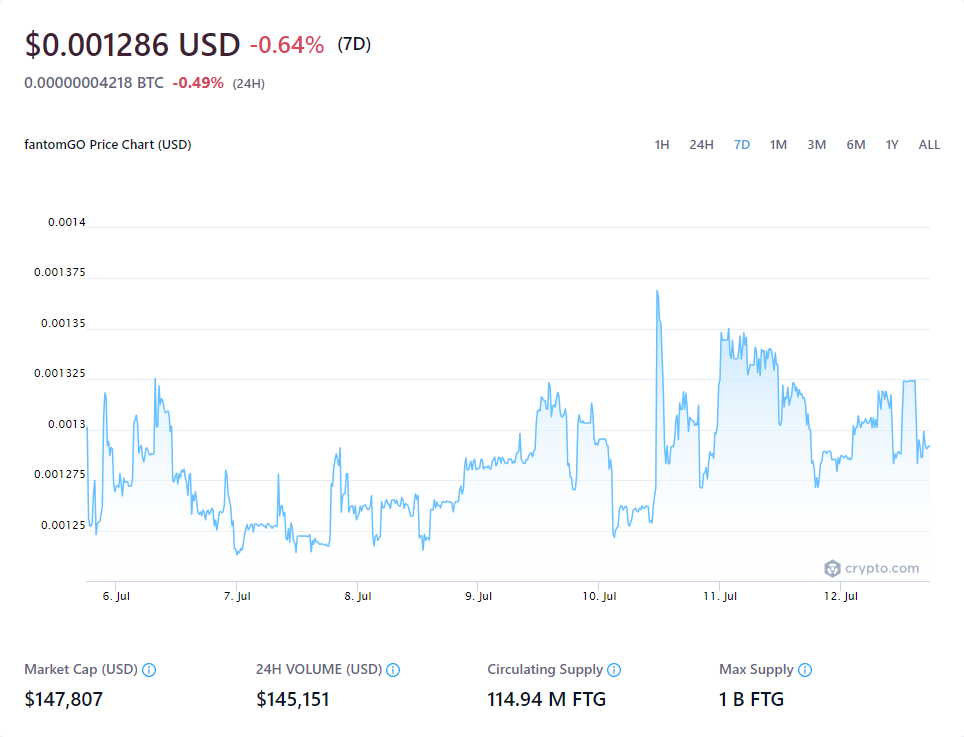 $0.001286 USD -0.64% (7D)
0.00000004218 BTC -0.49% (24H)
fantomGO Price Chart (USD) 1H 24H 7D 1M 3M 6M 1Y ALL
0.0014
0.001375
0.00135
0.001325
0.0013
0.001275
0.00125
crypto.com
6. Jul 7. Jul 8. Jul 9. Jul 10. Jul 11. Jul 12. Jul
Market Cap (USD) 24H VOLUME (USD) Circulating Supply Max Supply
$147,807 $145,151 114.94 M FTG 1 B FTG